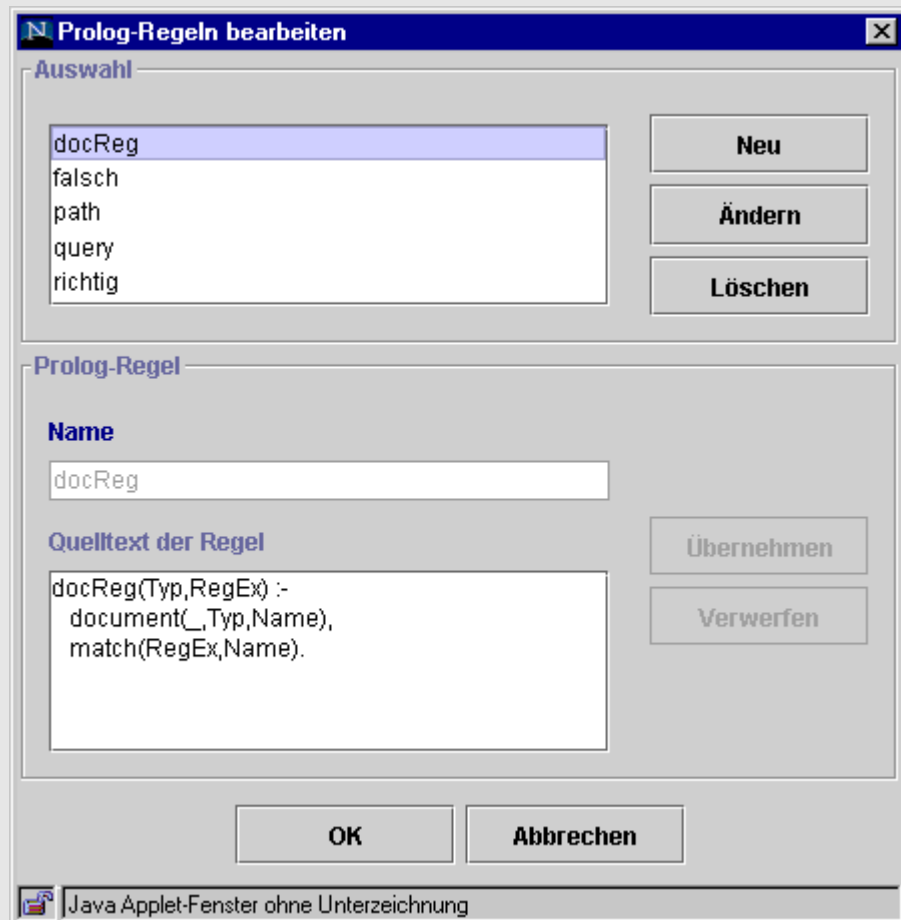 N Prolog-Regeln bearbeiten
Auswahl
docReg
falsch
path
query
richtig
Neu
Ändern
Löschen
Prolog-Regel
Name
docReg
Quelltext der Regel
docReg(Typ,RegEx) :-
document(_,Typ,Name),
match(RegEx,Name).
Übernehmen
Verwerfen
OK
Abbrechen
Java Applet-Fenster ohne Unterzeichnung